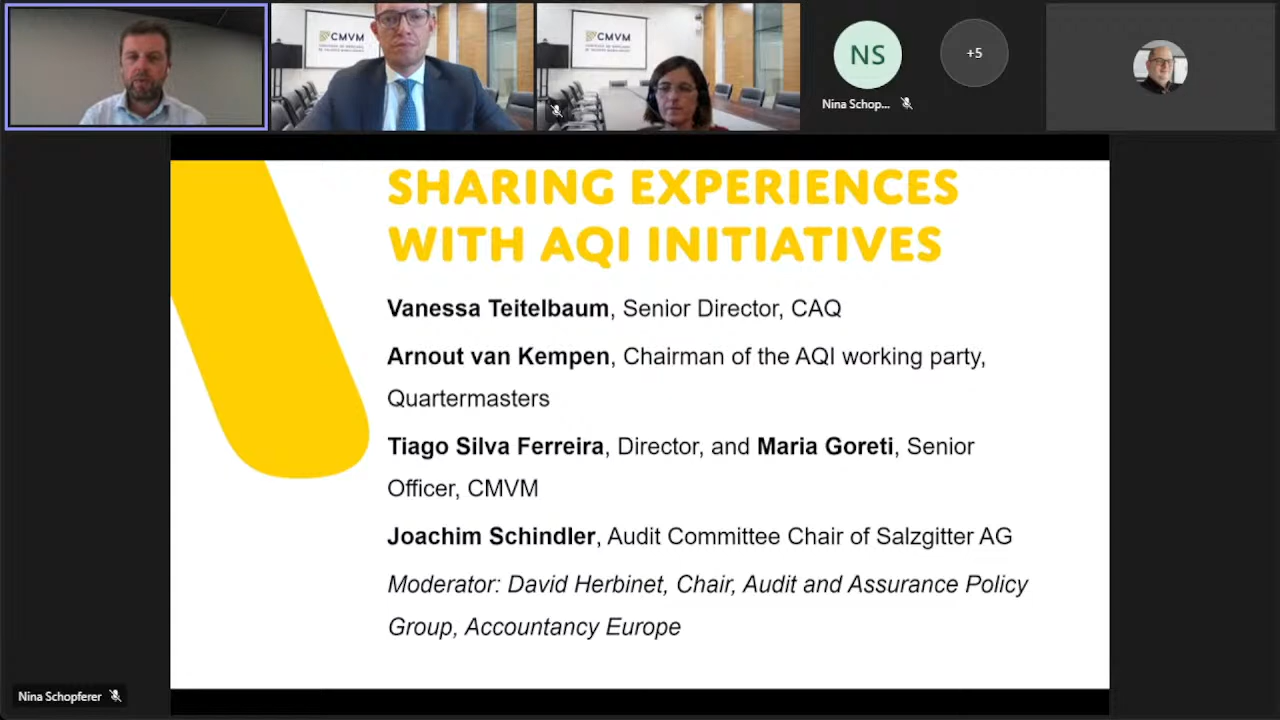 CMVM
CMVM
NS
+5
Nina Schop...
SHARING EXPERIENCES
WITH AQI INITIATIVES
Vanessa Teitelbaum, Senior Director, CAQ
Arnout van Kempen, Chairman of the AQI working party,
Quartermasters
Tiago Silva Ferreira, Director, and Maria Goreti, Senior
Officer, CMVM
Joachim Schindler, Audit Committee Chair of Salzgitter AG
Moderator: David Herbinet, Chair, Audit and Assurance Policy
Group, Accountancy Europe
Nina Schopferer